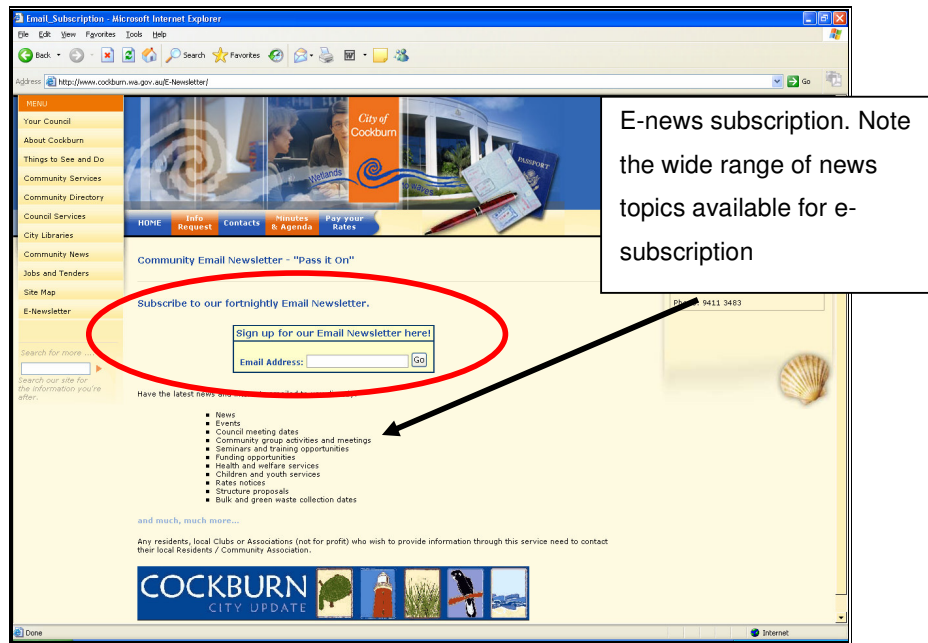 Email_Subscription - Microsoft Internet Explorer
File Edit View Favorites Tools Help
Back Search Favorites
Address http://www.cockburn.wa.gov.au/E-Newsletter/ Go
MENU
Your Council
About Cockburn
Things to See and Do
Community Services
Community Directory
Council Services
City Libraries
Community News
Jobs and Tenders
Site Map
E-Newsletter
Search for more ....
Search our site for
the information you're
after.
City of
Cockburn
Wetlands to waves
PASSPORT
HOME Info Request Contacts Minutes & Agenda Pay your Rates
E-news subscription. Note
the wide range of news
topics available for e-
subscription
Phone: 9411 3483
Community Email Newsletter - "Pass it On"
Subscribe to our fortnightly Email Newsletter.
Sign up for our Email Newsletter here!
Email Address: Go
Have the latest news and
News
Events
Council meeting dates
Community group activities and meetings
Seminars and training opportunities
Funding opportunities
Health and welfare services
Children and youth services
Rates notices
Structure proposals
Bulk and green waste collection dates
and much, much more...
Any residents, local Clubs or Associations (not for profit) who wish to provide information through this service need to contact
their local Residents / Community Association.
COCKBURN
CITY UPDATE
Done Internet